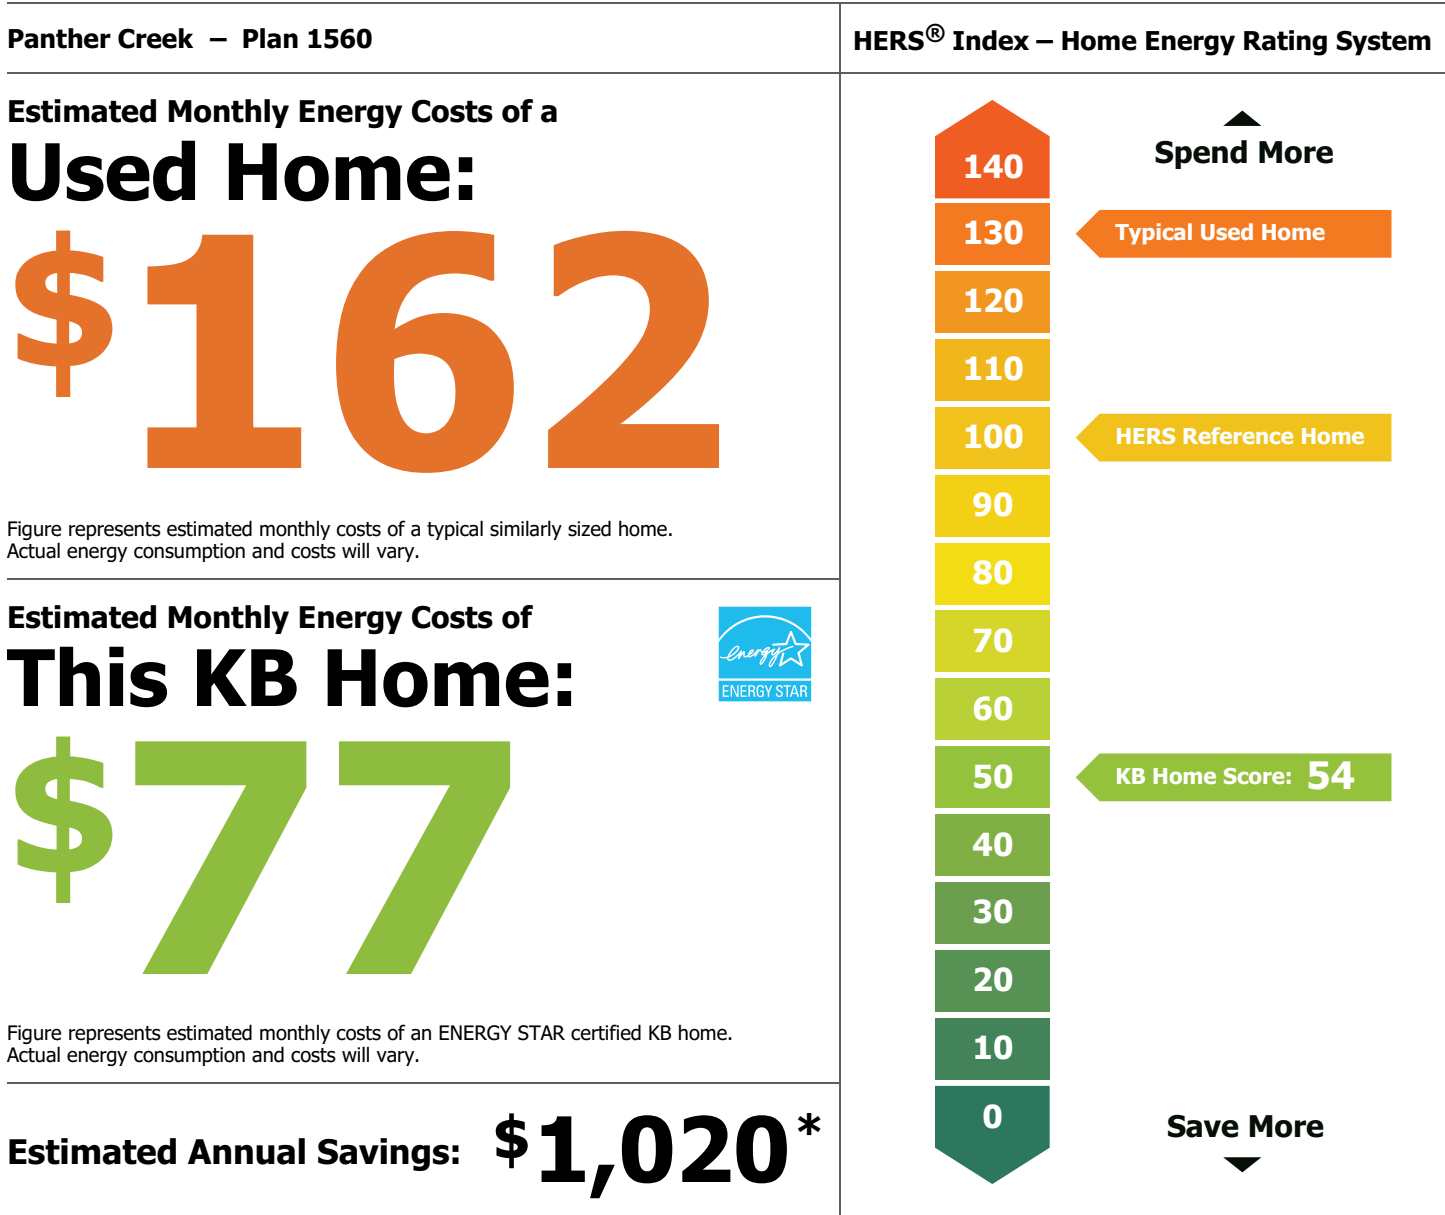 Panther Creek – Plan 1560
Estimated Monthly Energy Costs of a
Used Home:
$162
Figure represents estimated monthly costs of a typical similarly sized home.
Actual energy consumption and costs will vary.
Estimated Monthly Energy Costs of
This KB Home:
energy
ENERGY STAR
$77
Figure represents estimated monthly costs of an ENERGY STAR certified KB home.
Actual energy consumption and costs will vary.
Estimated Annual Savings: $1,020*
HERS® Index – Home Energy Rating System
Spend More
140
130 Typical Used Home
120
110
100 HERS Reference Home
90
80
70
60
50 KB Home Score: 54
40
30
20
10
0
Save More